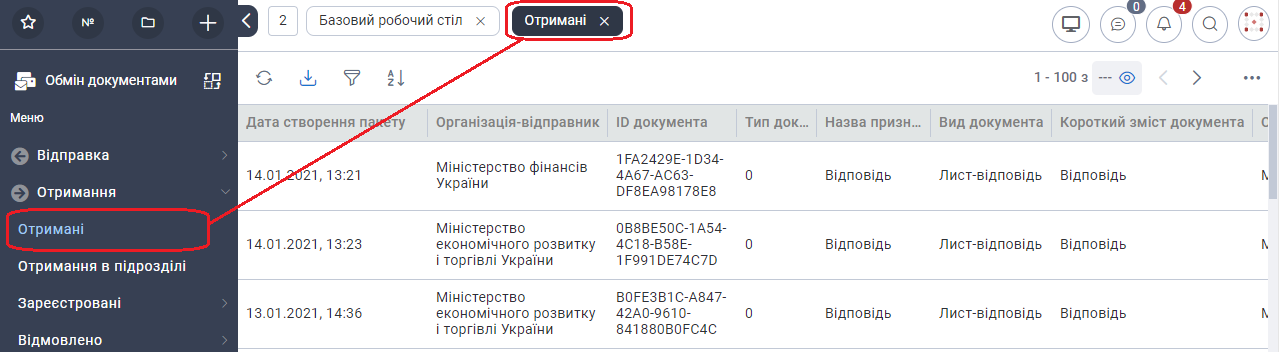 №
2
Базовий робочий стіл
Отримані
0
4
Обмін документами
Меню
Відправка
Отримання
Отримані
Отримання в підрозділі
Зареєстровані
Відмовлено
1 - 100 з ---
Дата створення пакету Організація-відправник ID документа Тип док... Назва призн... Вид документа Короткий зміст документа
14.01.2021, 13:21 Міністерство фінансів України 1FA2429E-1D34-4A67-AC63-DF8EA98178E8 0 Відповідь Лист-відповідь Відповідь
14.01.2021, 13:23 Міністерство економічного розвитку і торгівлі України 0B8BE50C-1A54-4C18-B58E-1F991DE74C7D 0 Відповідь Лист-відповідь Відповідь
13.01.2021, 14:36 Міністерство економічного розвитку і торгівлі України B0FE3B1C-A847-42A0-9610-841880B0FC4C 0 Відповідь Лист-відповідь Відповідь